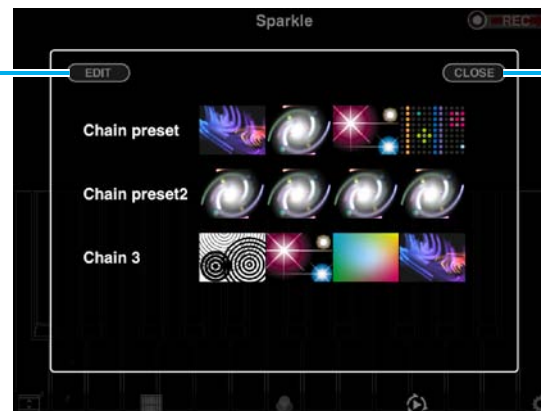 Sparkle
REC
EDIT
CLOSE
Chain preset
Chain preset2
Chain 3